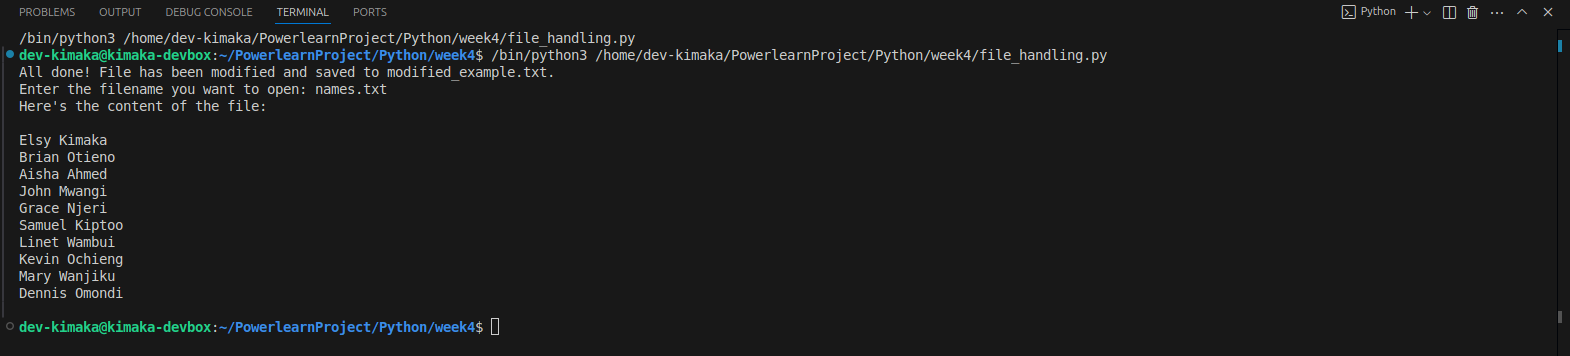 PROBLEMS OUTPUT DEBUG CONSOLE TERMINAL PORTS Python
/bin/python3 /home/dev-kimaka/PowerlearnProject/Python/week4/file_handling.py
dev-kimaka@kimaka-devbox:~/PowerlearnProject/Python/week4$ /bin/python3 /home/dev-kimaka/PowerlearnProject/Python/week4/file_handling.py
All done! File has been modified and saved to modified_example.txt.
Enter the filename you want to open: names.txt
Here's the content of the file:
Elsy Kimaka
Brian Otieno
Aisha Ahmed
John Mwangi
Grace Njeri
Samuel Kiptoo
Linet Wambui
Kevin Ochieng
Mary Wanjiku
Dennis Omondi
dev-kimaka@kimaka-devbox:~/PowerlearnProject/Python/week4$